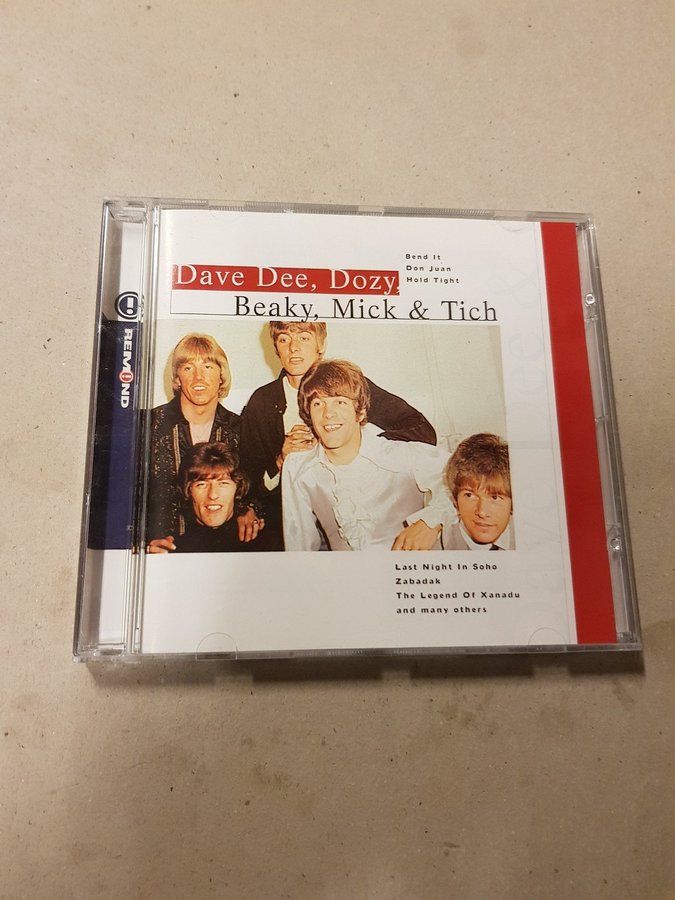 Bend It
Don Juan
Hold Tight
Dave Dee, Dozy,
Beaky, Mick & Tich
REMIND
Last Night In Soho
Zabadak
The Legend Of Xanadu
and many others